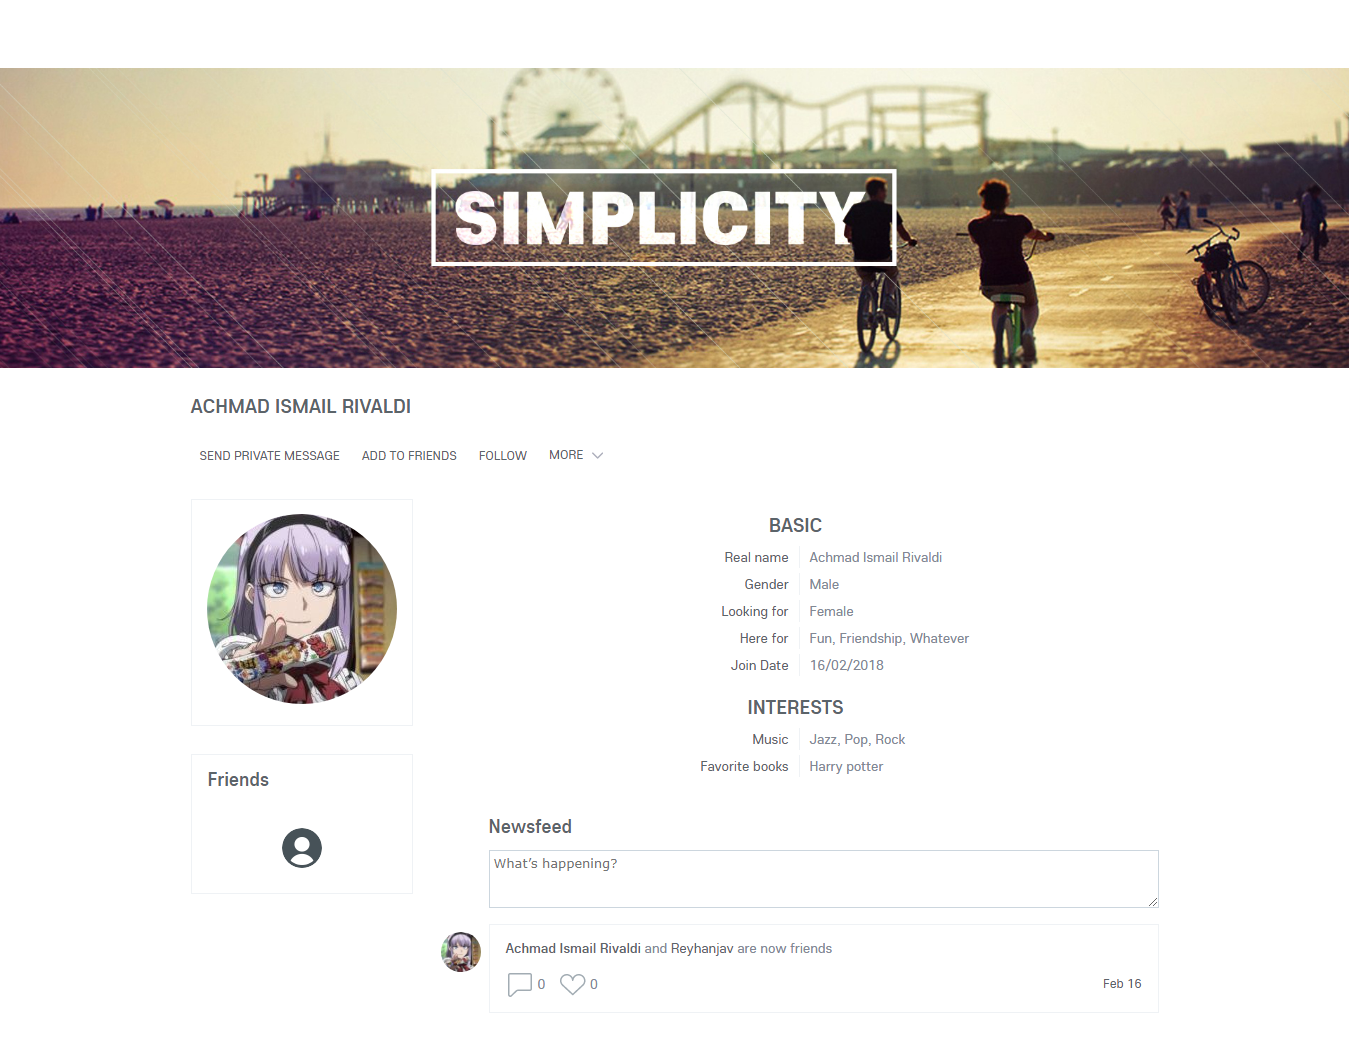 SIMPLICITY
ACHMAD ISMAIL RIVALDI
SEND PRIVATE MESSAGE ADD TO FRIENDS FOLLOW MORE
BASIC
Real name Achmad Ismail Rivaldi
Gender Male
Looking for Female
Here for Fun, Friendship, Whatever
Join Date 16/02/2018
INTERESTS
Music Jazz, Pop, Rock
Favorite books Harry potter
Friends
Newsfeed
What's happening?
Achmad Ismail Rivaldi and Reyhanjav are now friends
0 0 Feb 16